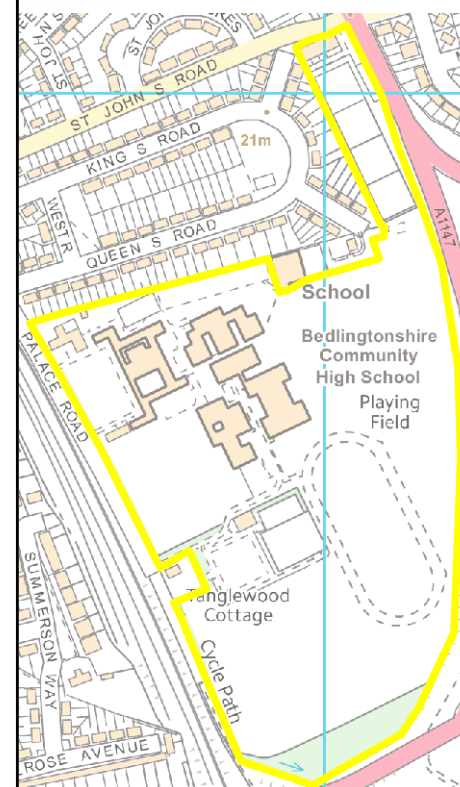 ST JOHN S ROAD
KING S ROAD
21m
WEST R
QUEEN S ROAD
A1147
School
Bedlingtonshire
Community
High School
Playing
Field
PALACE ROAD
Tanglewood
Cottage
SUMMERSON WAY
Cycle Path
ROSE AVENUE